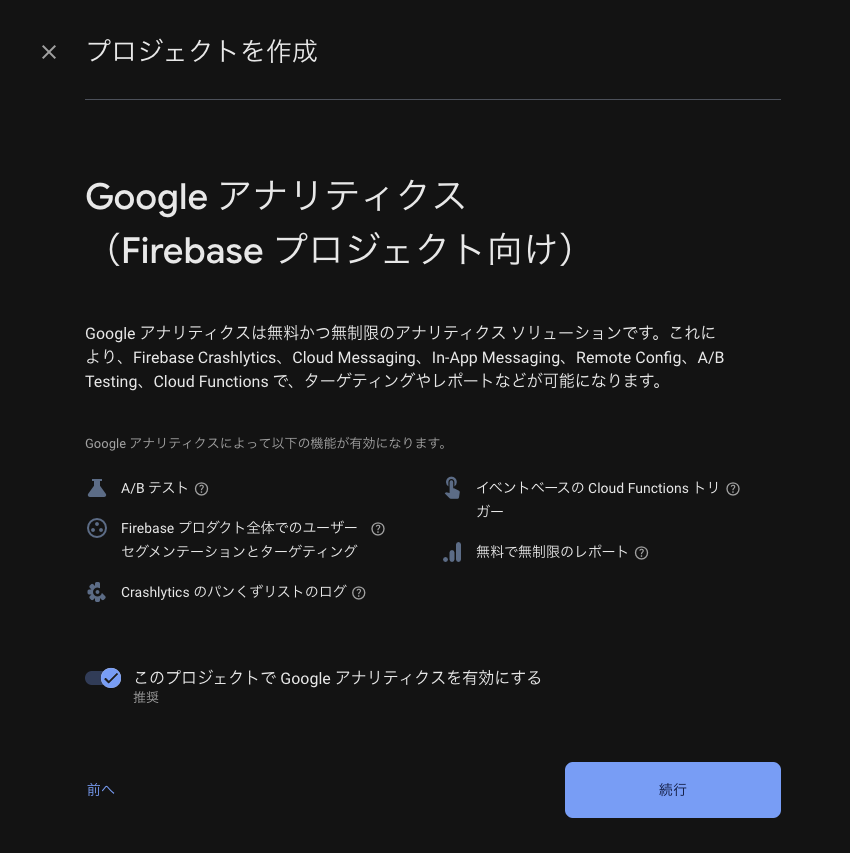 プロジェクトを作成
Google アナリティクス
（Firebase プロジェクト向け）
Google アナリティクスは無料かつ無制限のアナリティクス ソリューションです。これに
より、Firebase Crashlytics、Cloud Messaging、In-App Messaging、Remote Config、A/B
Testing、Cloud Functions で、ターゲティングやレポートなどが可能になります。
Google アナリティクスによって以下の機能が有効になります。
A/B テスト
Firebase プロダクト全体でのユーザー
セグメンテーションとターゲティング
Crashlytics のパンくずリストのログ
イベントベースの Cloud Functions トリ
ガー
無料で無制限のレポート
このプロジェクトで Google アナリティクスを有効にする
推奨
前へ
続行